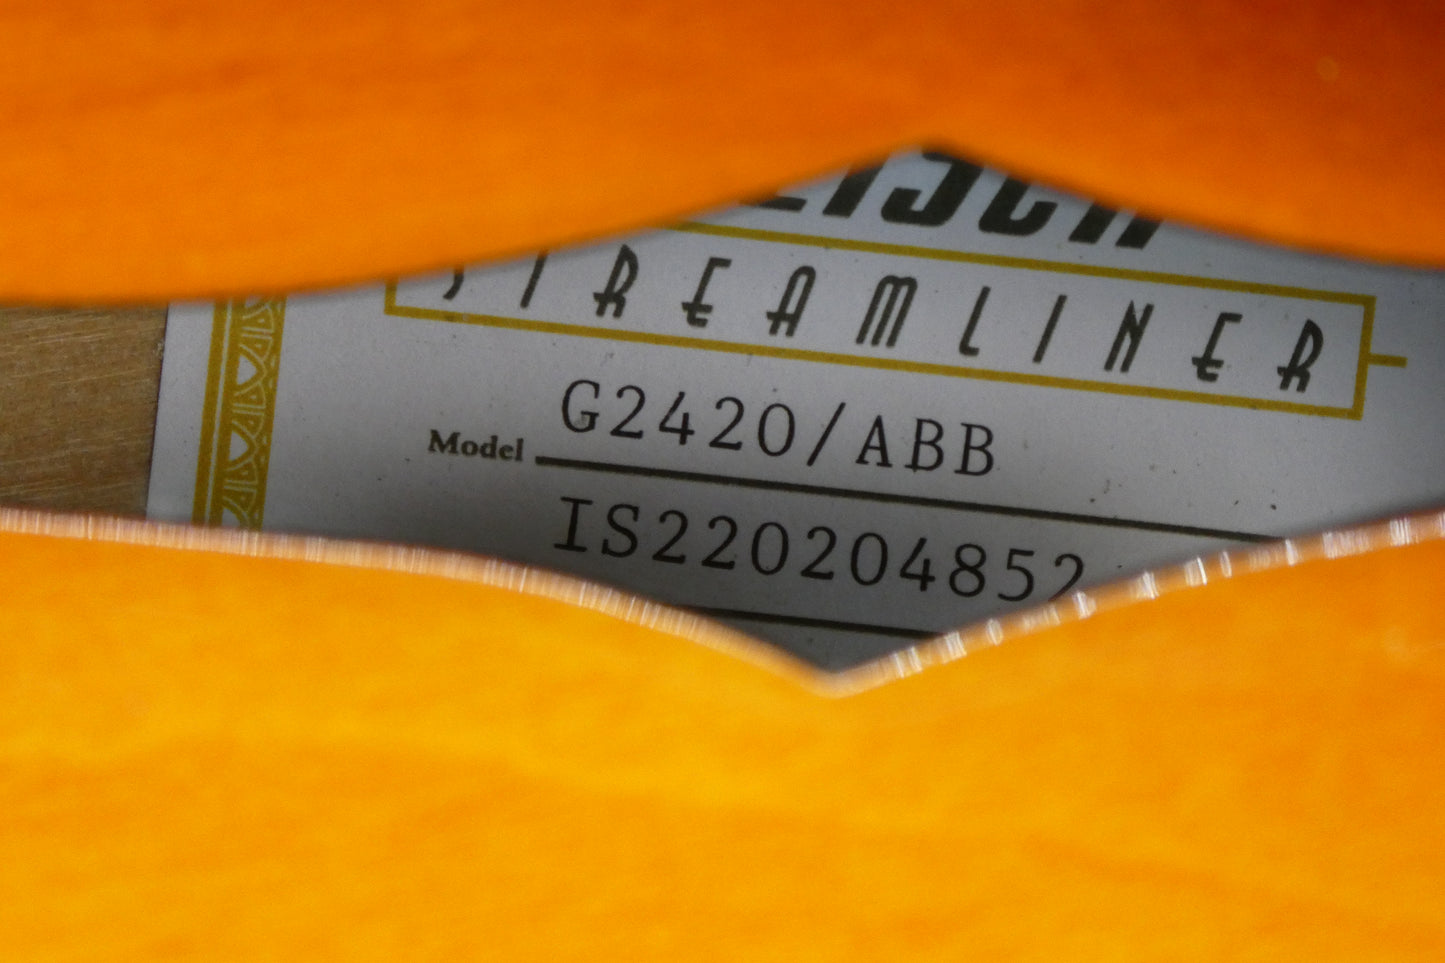 STREAMLINER
Model G2420/ABB
IS220204852